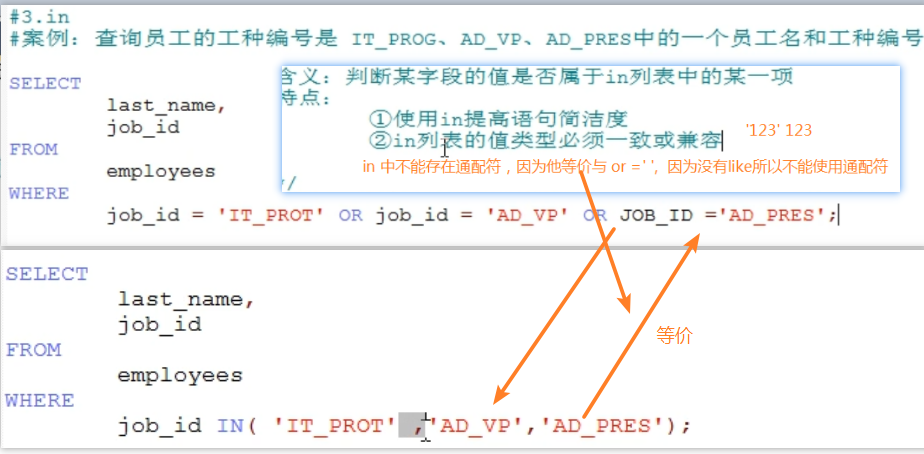 #3.in
#案例：查询员工的工种编号是 IT_PROG、AD_VP、AD_PRES中的一个员工名和工种编号
SELECT
last_name,
job_id
FROM
employees
WHERE
job_id = 'IT_PROT' OR job_id = 'AD_VP' OR JOB_ID ='AD_PRES';
含义：判断某字段的值是否属于in列表中的某一项
特点：
①使用in提高语句简洁度
②in列表的值类型必须一致或兼容
'123' 123
in 中不能存在通配符，因为他等价与 or =' '，因为没有like所以不能使用通配符
*/
SELECT
last_name,
job_id
FROM
employees
WHERE
job_id IN( 'IT_PROT' ,'AD_VP','AD_PRES');
等价